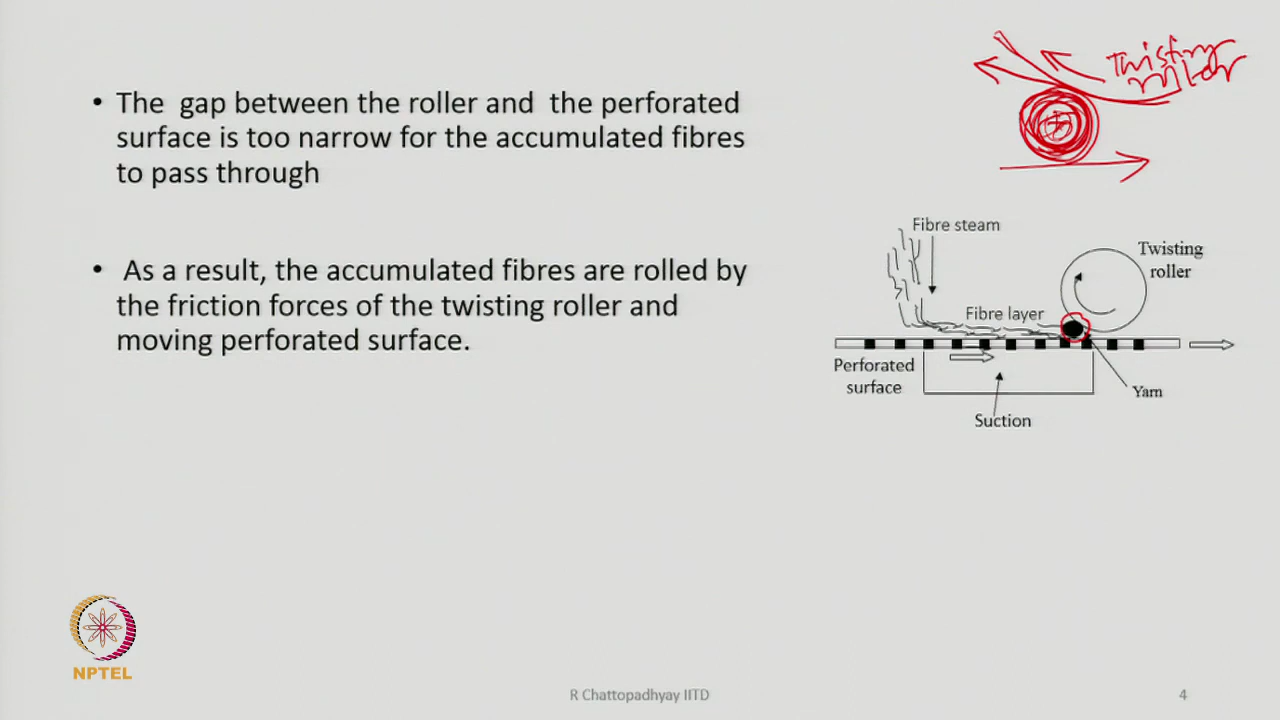 • The gap between the roller and the perforated
surface is too narrow for the accumulated fibres
to pass through
• As a result, the accumulated fibres are rolled by
the friction forces of the twisting roller and
moving perforated surface.
Twisting
roller
Fibre steam
Twisting
roller
Fibre layer
Perforated
surface
Yarn
Suction
NPTEL
R Chattopadhyay IITD
4